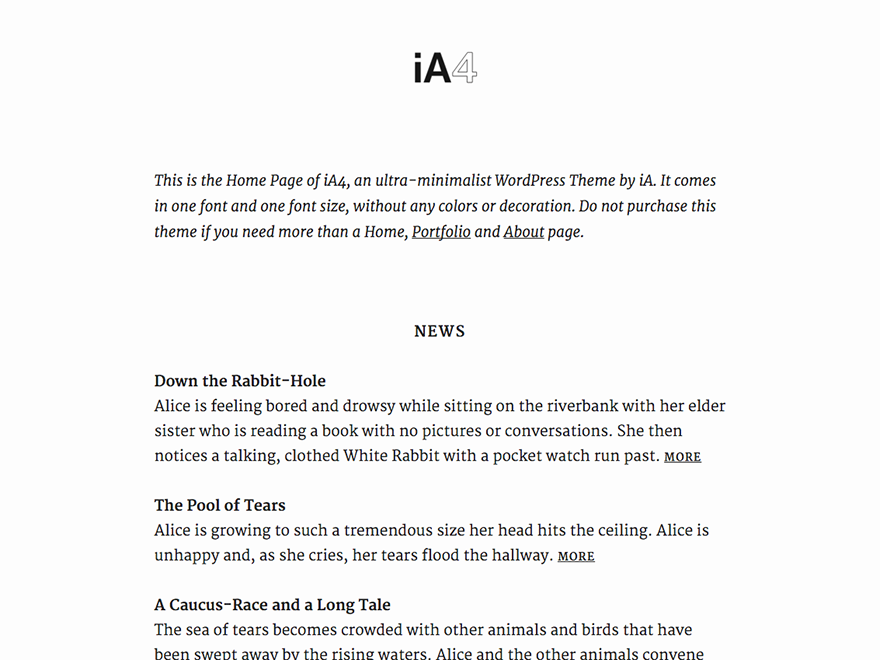 iA4
This is the Home Page of iA4, an ultra-minimalist WordPress Theme by iA. It comes
in one font and one font size, without any colors or decoration. Do not purchase this
theme if you need more than a Home, Portfolio and About page.
NEWS
Down the Rabbit-Hole
Alice is feeling bored and drowsy while sitting on the riverbank with her elder
sister who is reading a book with no pictures or conversations. She then
notices a talking, clothed White Rabbit with a pocket watch run past. MORE
The Pool of Tears
Alice is growing to such a tremendous size her head hits the ceiling. Alice is
unhappy and, as she cries, her tears flood the hallway. MORE
A Caucus-Race and a Long Tale
The sea of tears becomes crowded with other animals and birds that have
been swept away by the rising waters. Alice and the other animals convene